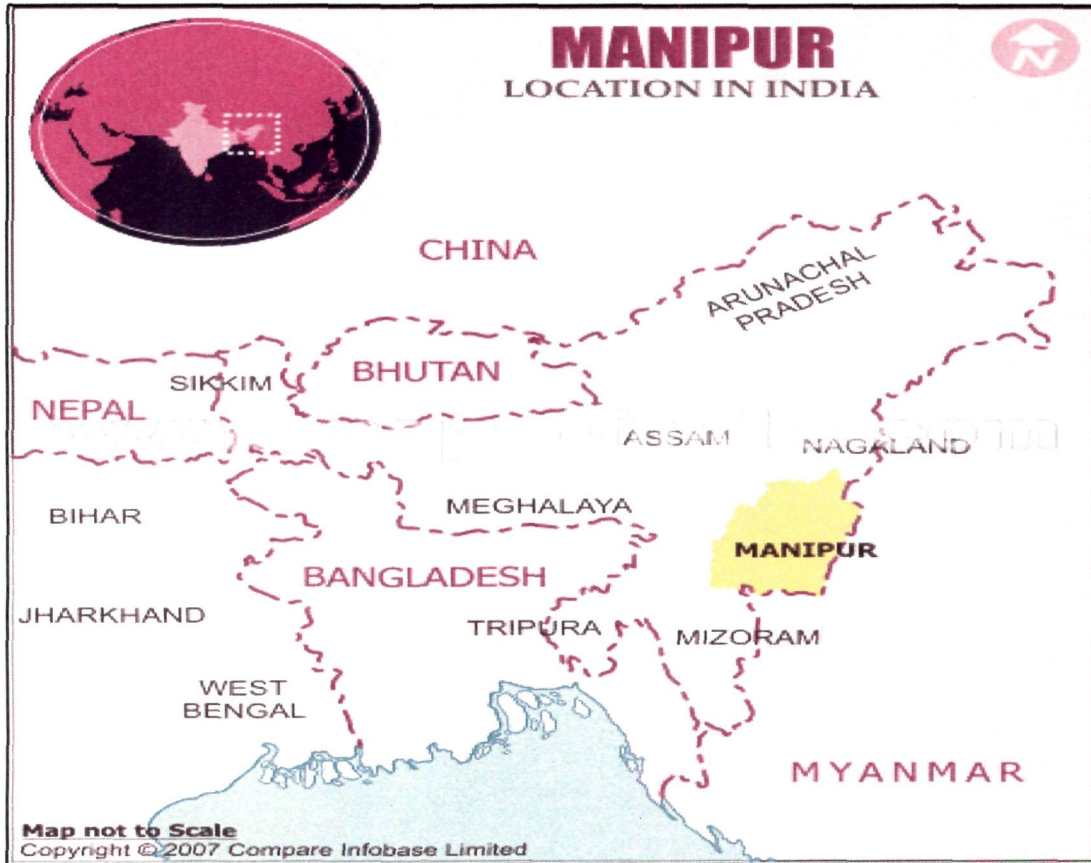 MANIPUR
LOCATION IN INDIA
N
CHINA
ARUNACHAL
PRADESH
SIKKIM
BHUTAN
NEPAL
ASSAM
NAGALAND
BIHAR
MEGHALAYA
MANIPUR
BANGLADESH
JHARKHAND
TRIPURA
MIZORAM
WEST
BENGAL
MYANMAR
Map not to Scale
Copyright © 2007 Compare Infobase Limited